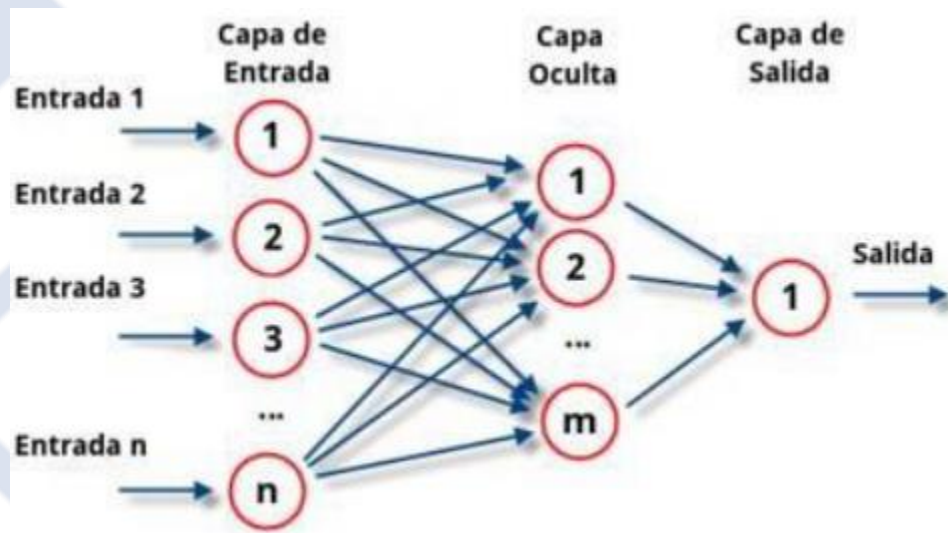 Capa de
Entrada
Capa
Oculta
Capa de
Salida
Entrada 1
Entrada 2
Entrada 3
Entrada n
1
2
3
...
n
1
2
...
m
1
Salida